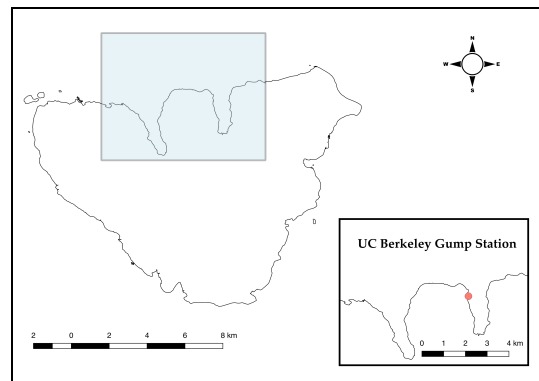 N
W E
S
UC Berkeley Gump Station
2 0 2 4 6 8 km
0 1 2 3 4 km